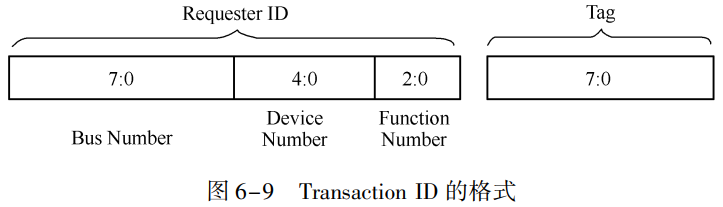 Requester ID Tag
7:0 4:0 2:0 7:0
Bus Number Device Number Function Number
图 6-9 Transaction ID 的格式